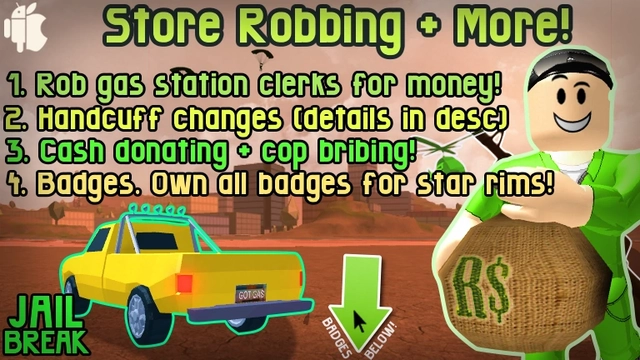 Store Robbing + More!
1. Rob gas station clerks for money!
2. Handcuff changes (details in desc)
3. Cash donating + cop bribing!
4. Badges. Own all badges for star rims!
GOT GAS
R$
JAIL
BREAK
BADGES BELOW!